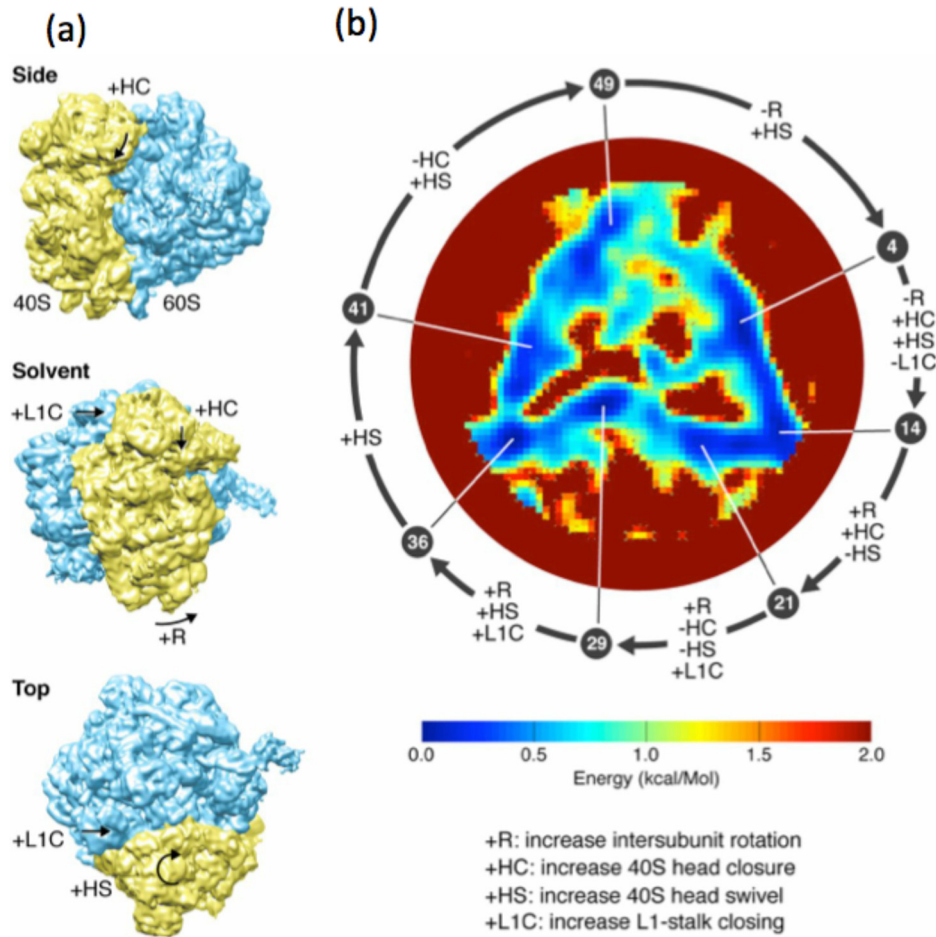 (a)
Side
+HC
40S
60S
Solvent
+L1C
+HC
+R
Top
+L1C
+HS
(b)
49
-R
+HS
4
-R
+HC
+HS
-L1C
14
+R
+HC
-HS
21
+R
-HC
-HS
+L1C
29
+R
+HS
+L1C
36
+HS
41
-HC
+HS
0.0 0.5 1.0 1.5 2.0
Energy (kcal/Mol)
+R: increase intersubunit rotation
+HC: increase 40S head closure
+HS: increase 40S head swivel
+L1C: increase L1-stalk closing